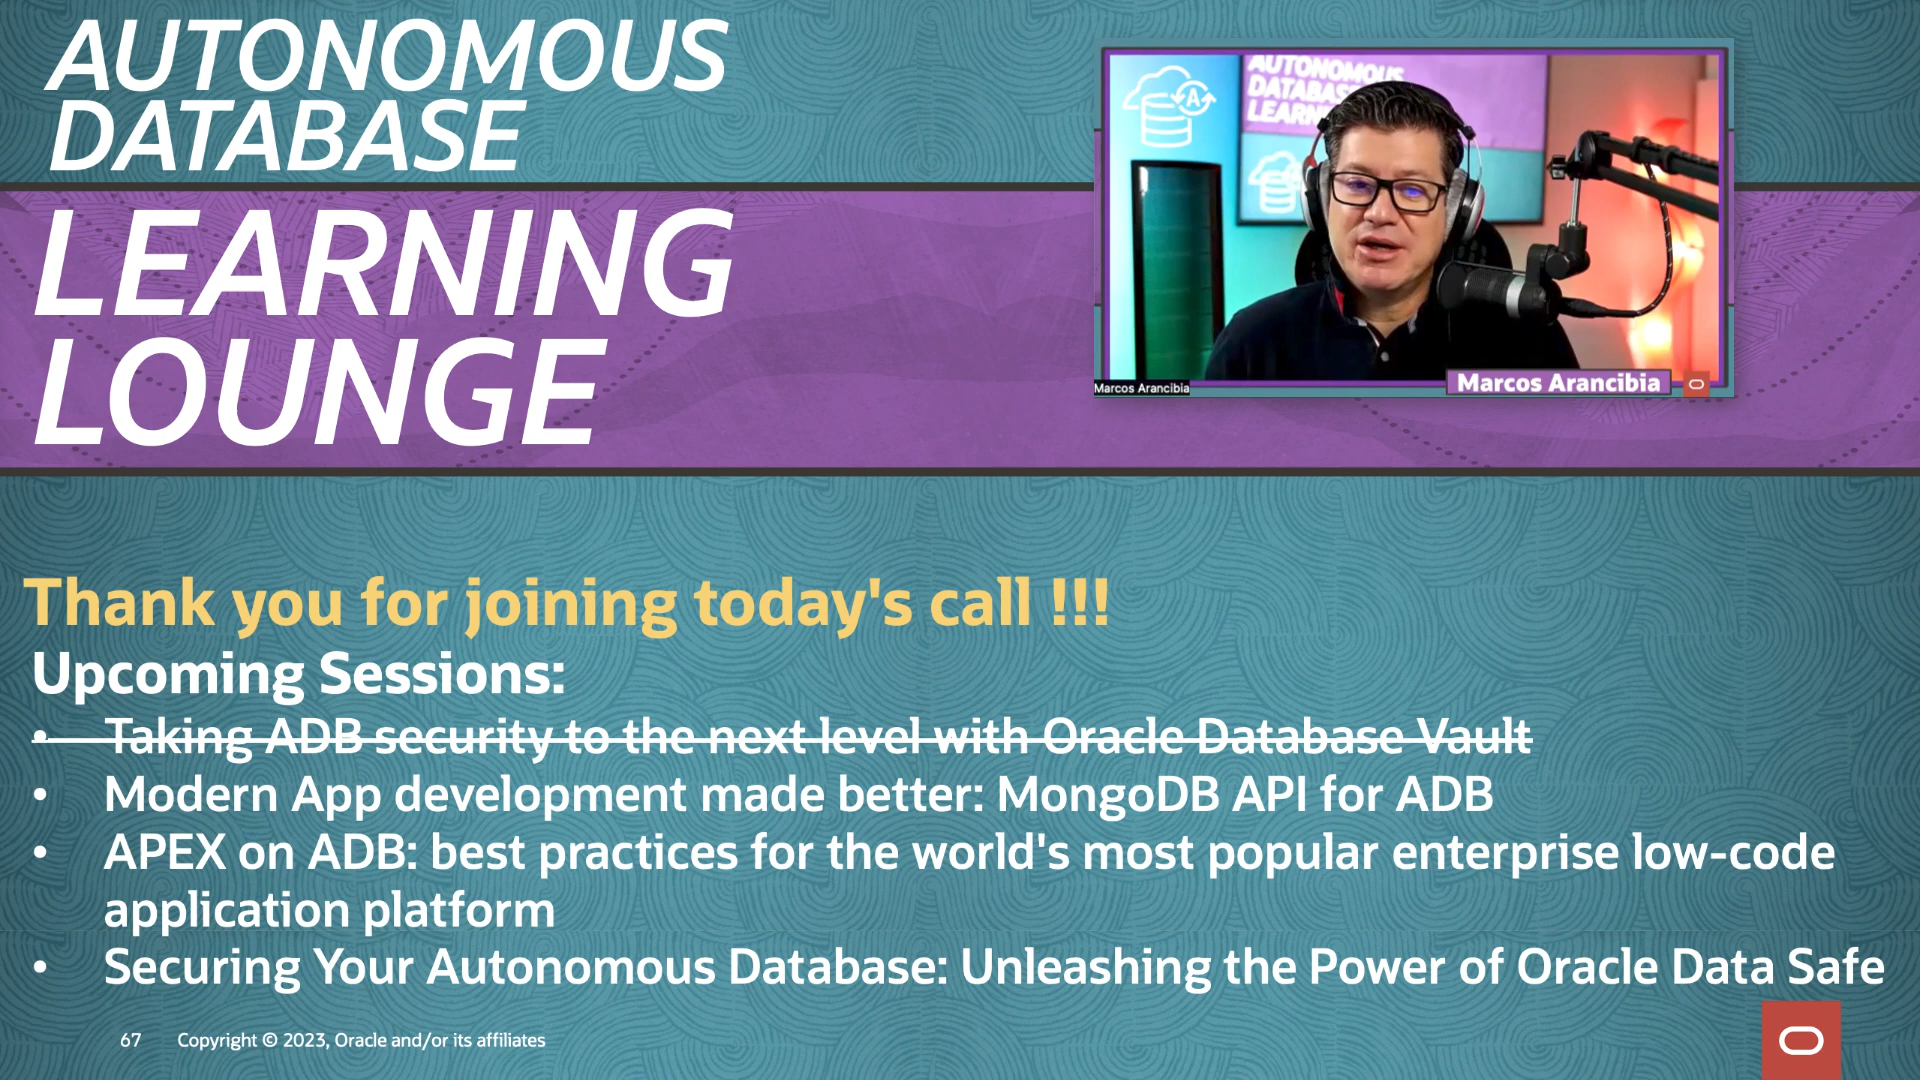 AUTONOMOUS
DATABASE
LEARNING
LOUNGE
AUTONOMOUS
DATABASE
LEARN
A
Marcos Arancibia
Marcos Arancibia
Thank you for joining today's call !!!
Upcoming Sessions:
• Taking ADB security to the next level with Oracle Database Vault
• Modern App development made better: MongoDB API for ADB
• APEX on ADB: best practices for the world's most popular enterprise low-code
application platform
• Securing Your Autonomous Database: Unleashing the Power of Oracle Data Safe
67 Copyright © 2023, Oracle and/or its affiliates